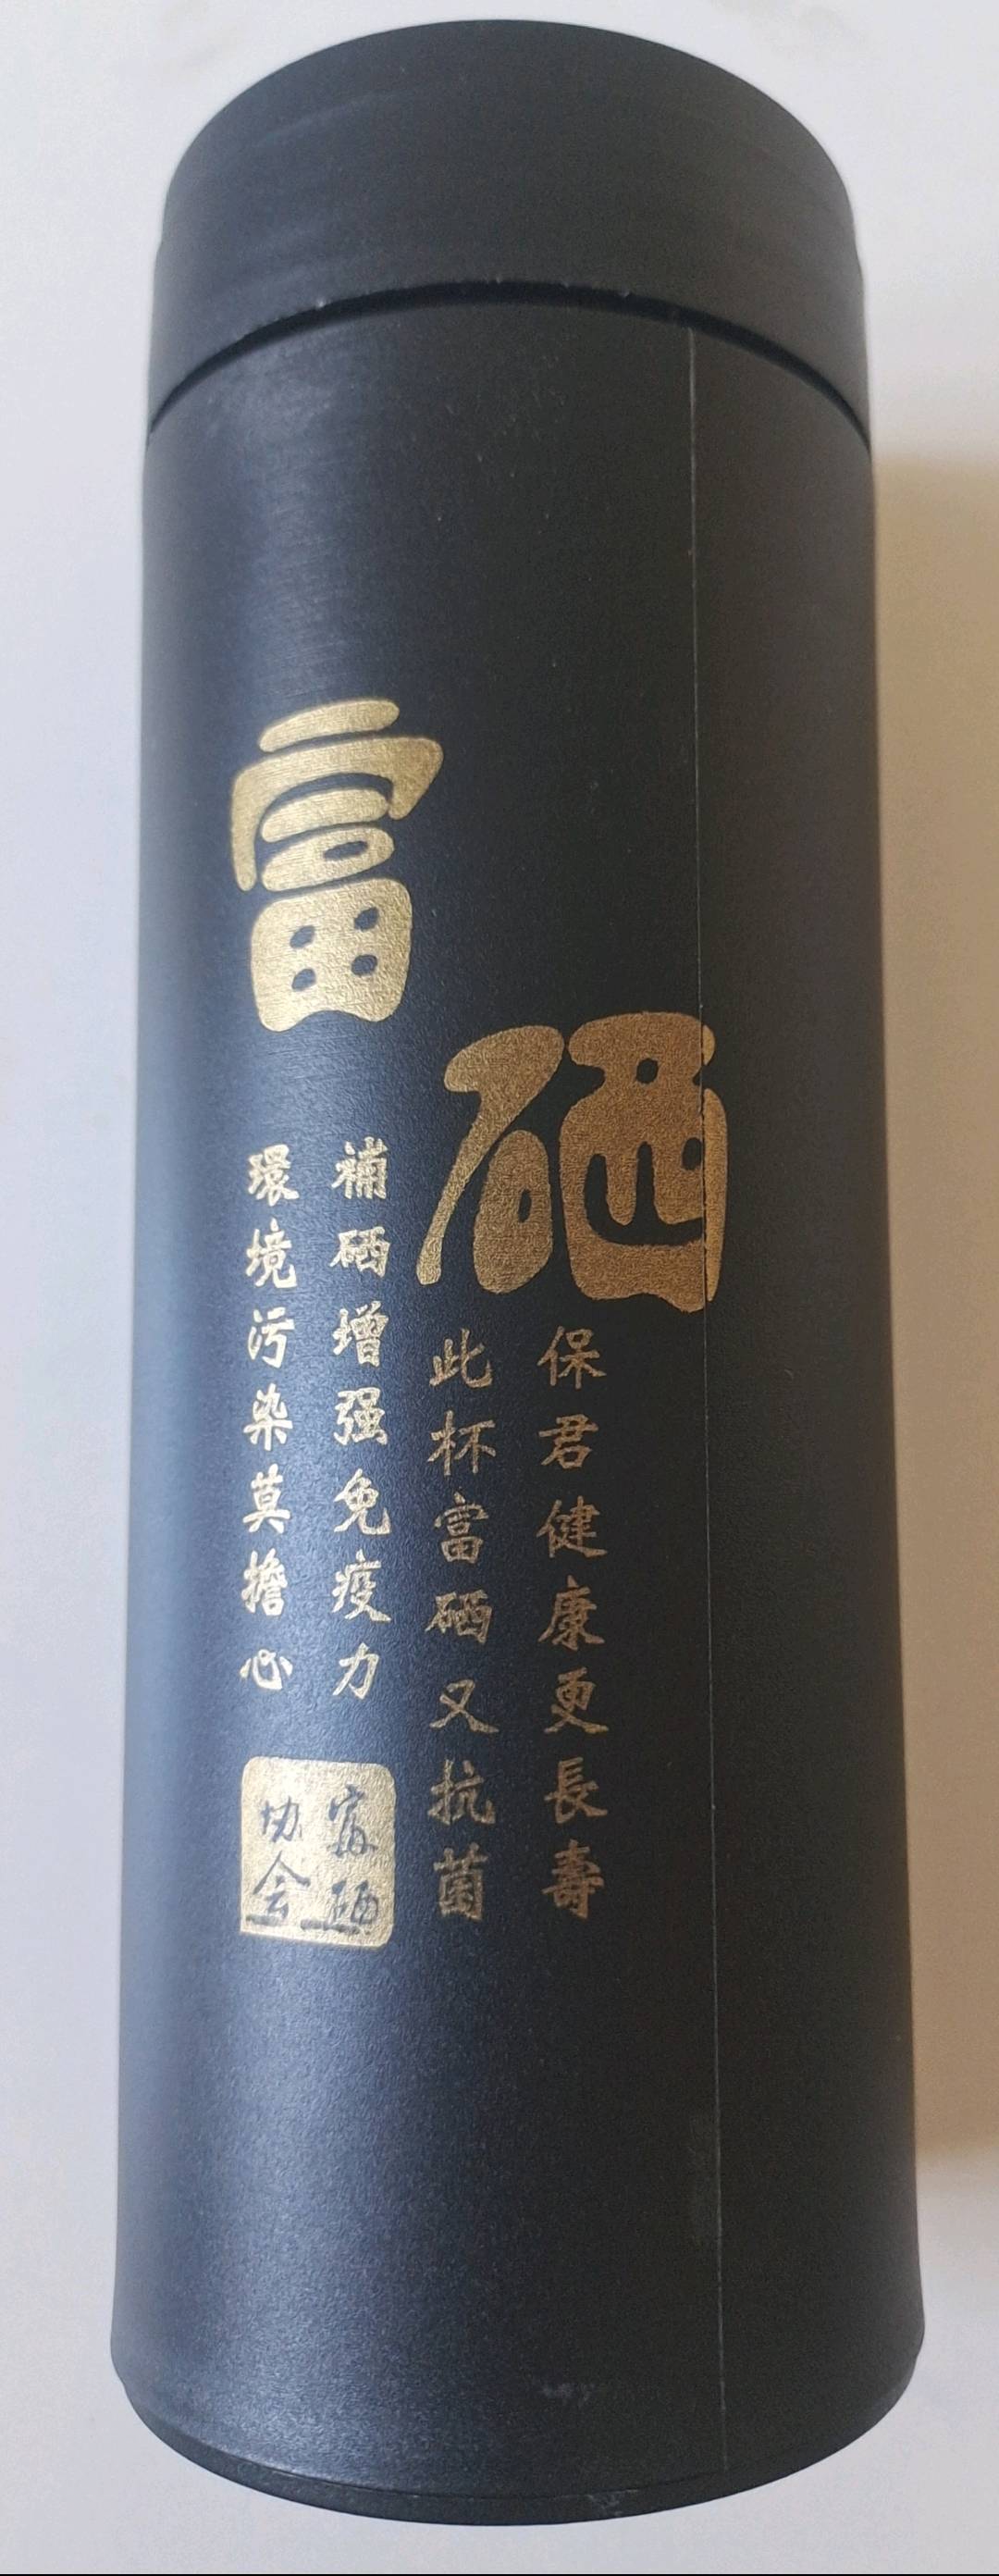 富硒
保君健康更長壽
此杯富硒又抗菌
補硒增强免疫力
環境污染莫擔心
富硒
协会